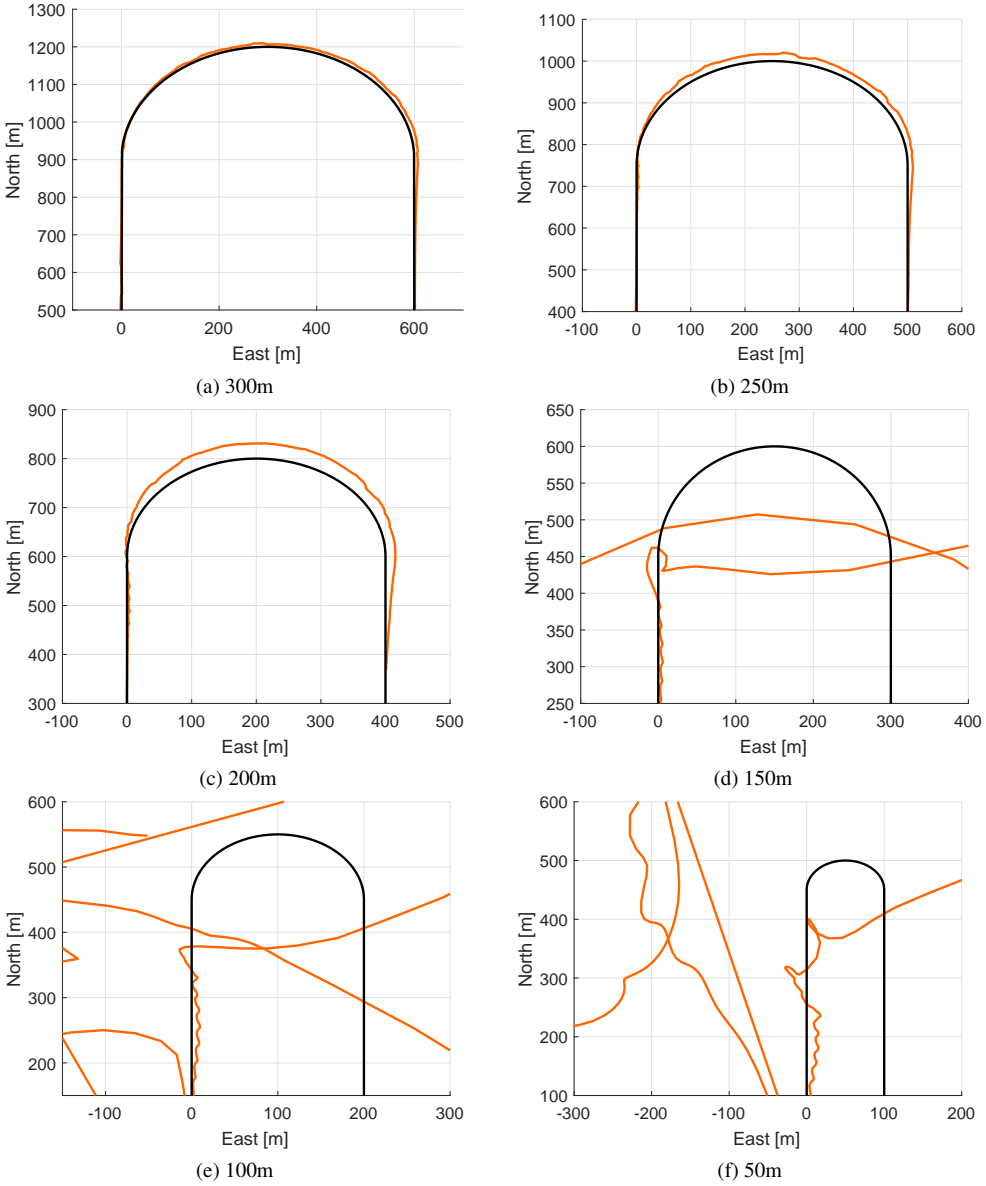 1300
1200
1100
1000
900
800
700
600
500
North [m]
0 200 400 600
East [m]
(a) 300m
1100
1000
900
800
700
600
500
400
North [m]
-100 0 100 200 300 400 500 600
East [m]
(b) 250m
900
800
700
600
500
400
300
North [m]
-100 0 100 200 300 400 500
East [m]
(c) 200m
650
600
550
500
450
400
350
300
250
North [m]
-100 0 100 200 300 400
East [m]
(d) 150m
600
500
400
300
200
North [m]
-100 0 100 200 300
East [m]
(e) 100m
600
500
400
300
200
100
North [m]
-300 -200 -100 0 100 200
East [m]
(f) 50m